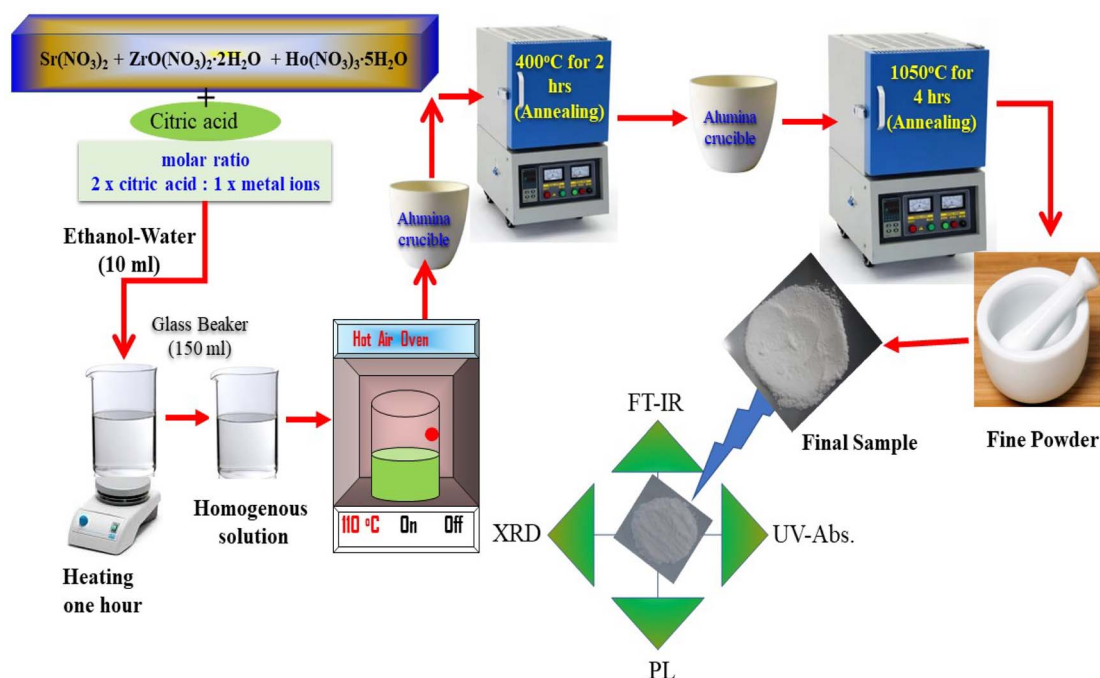 Sr(NO₃)₂ + ZrO(NO₃)₂·2H₂O + Ho(NO₃)₃·5H₂O
+
Citric acid
molar ratio
2 x citric acid : 1 x metal ions
Ethanol-Water
(10 ml)
Glass Beaker
(150 ml)
Heating
one hour
Homogenous
solution
Hot Air Oven
110 ⁰C On Off
Alumina
crucible
400⁰C for 2
hrs
(Annealing)
Alumina
crucible
1050⁰C for
4 hrs
(Annealing)
Fine Powder
Final Sample
FT-IR
XRD
UV-Abs.
PL